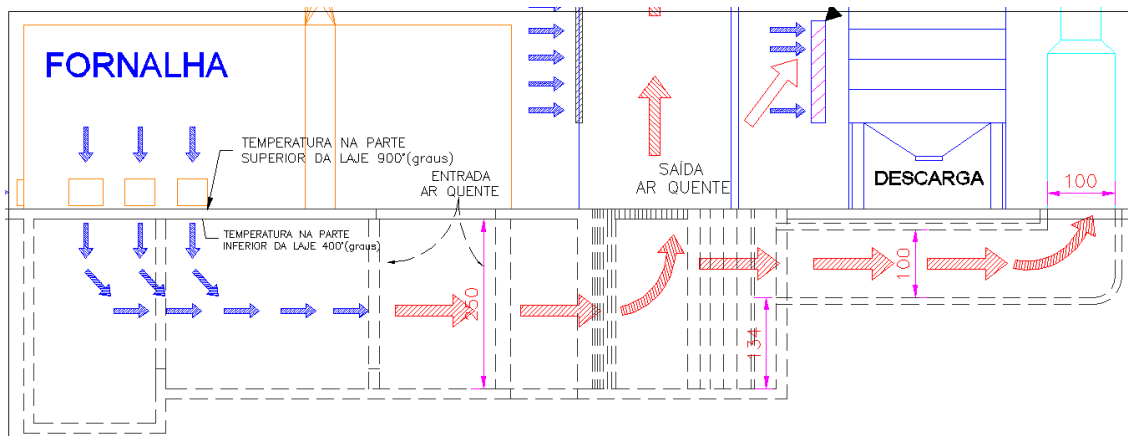 FORNALHA
TEMPERATURA NA PARTE
SUPERIOR DA LAJE 900°(graus)
ENTRADA
AR QUENTE
SAÍDA
AR QUENTE
DESCARGA
100
TEMPERATURA NA PARTE
INFERIOR DA LAJE 400°(graus)
250
100
134